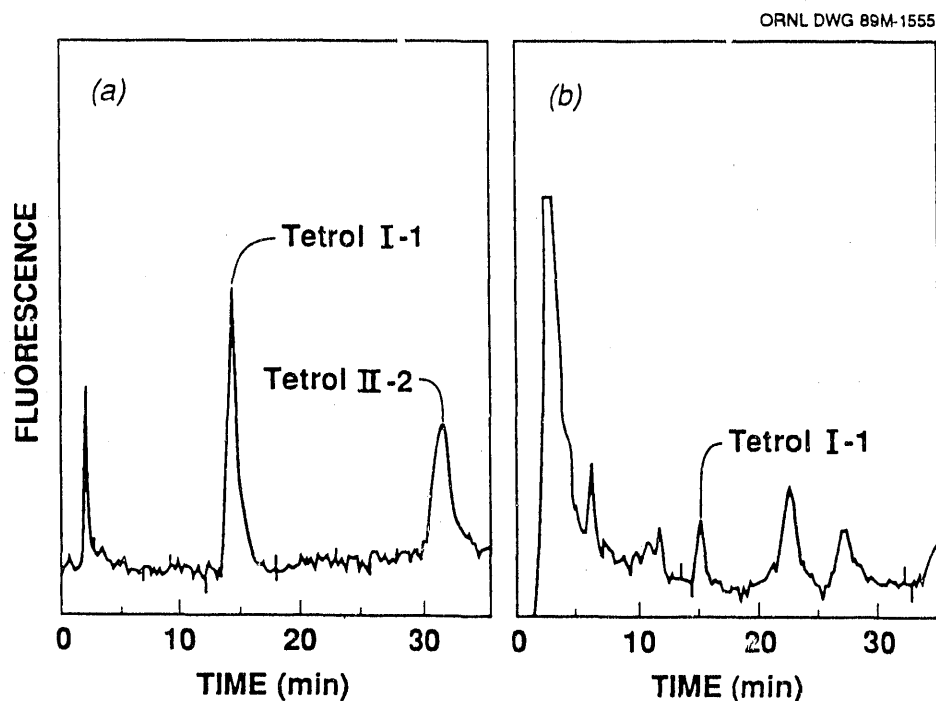 ORNL DWG 89M-1555
(a)
(b)
FLUORESCENCE
Tetrol I-1
Tetrol II-2
Tetrol I-1
0 10 20 30
0 10 20 30
TIME (min)
TIME (min)